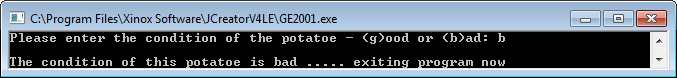 C:\Program Files\Xinox Software\JCreatorV4LE\GE2001.exe
Please enter the condition of the potatoe - (g)ood or (b)ad: b
The condition of this potatoe is bad ..... exiting program now